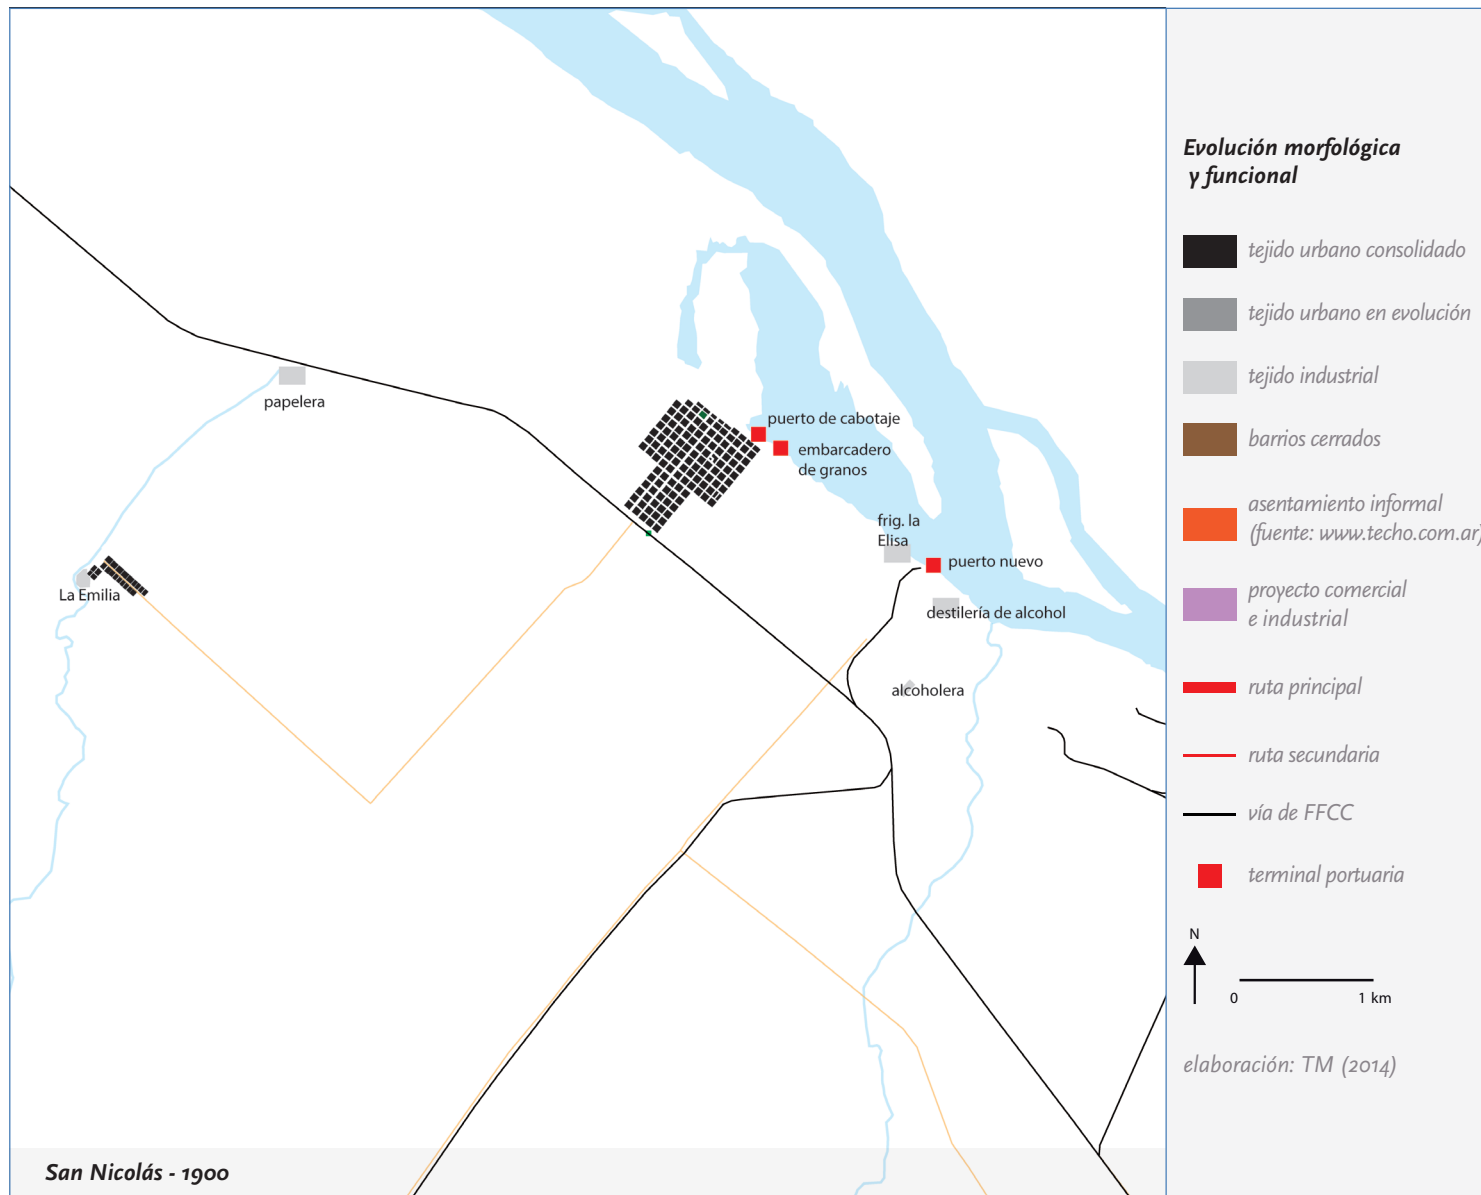 papelera
puerto de cabotaje
embarcadero
de granos
frig. la
Elisa
puerto nuevo
La Emilia
destilería de alcohol
alcoholera
San Nicolás - 1900
Evolución morfológica
y funcional
tejido urbano consolidado
tejido urbano en evolución
tejido industrial
barrios cerrados
asentamiento informal
(fuente: www.techo.com.ar)
proyecto comercial
e industrial
ruta principal
ruta secundaria
vía de FFCC
terminal portuaria
N
0 1 km
elaboración: TM (2014)